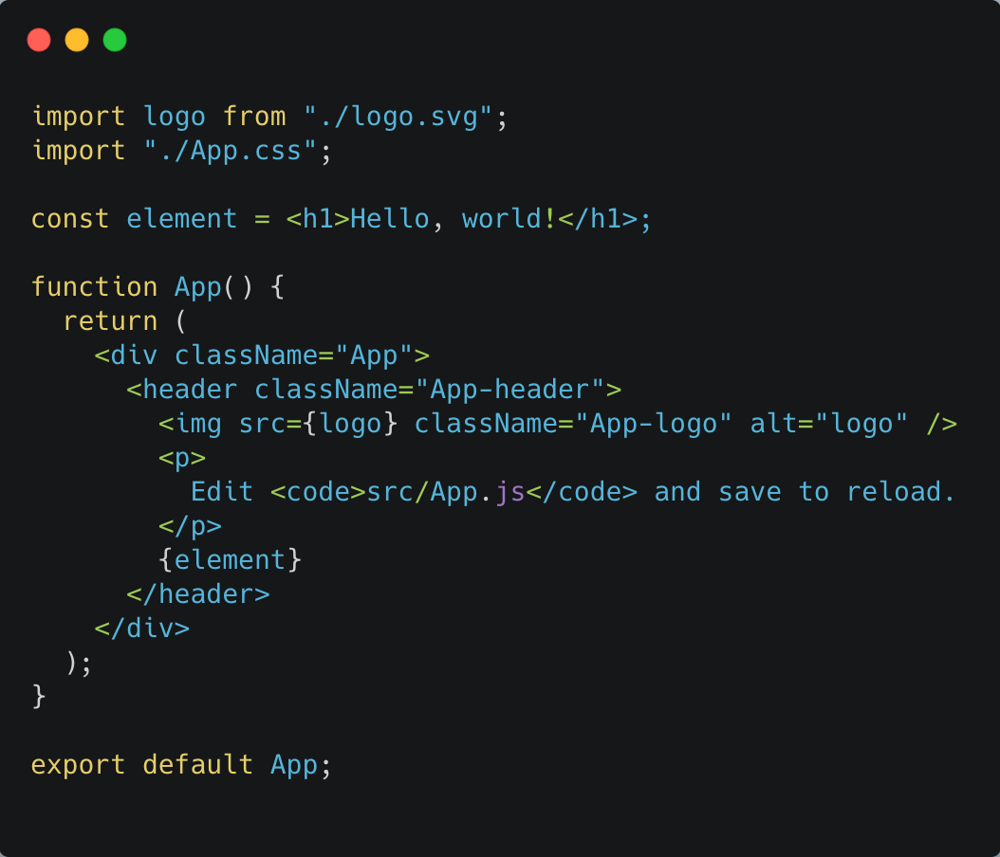 import logo from "./logo.svg";
import "./App.css";

const element = <h1>Hello, world!</h1>;

function App() {
  return (
    <div className="App">
      <header className="App-header">
        <img src={logo} className="App-logo" alt="logo" />
        <p>
          Edit <code>src/App.js</code> and save to reload.
        </p>
        {element}
      </header>
    </div>
  );
}

export default App;